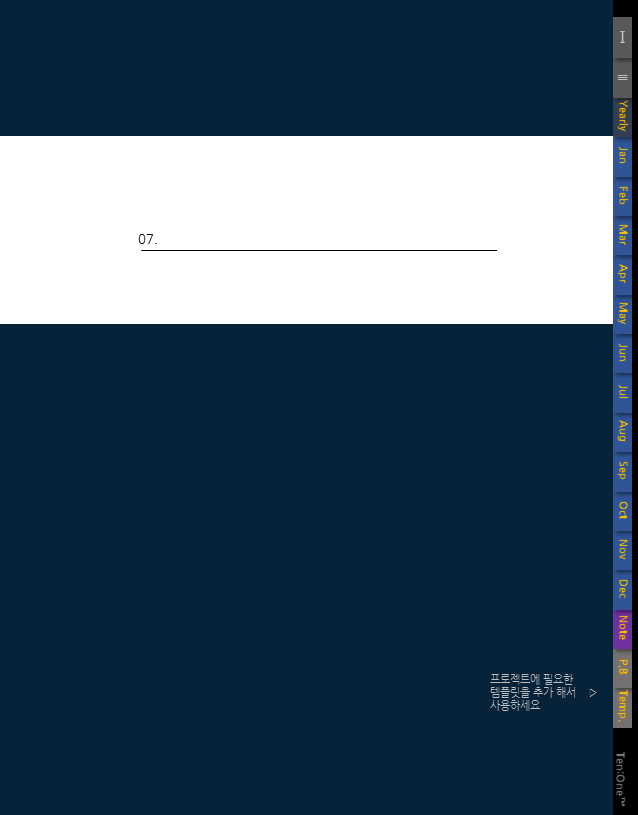 I
≡
Yearly
Jan
Feb
Mar
Apr
May
Jun
Jul
Aug
Sep
Oct
Nov
Dec
Note
P.B
Temp.
Ten:One™
07.
프로젝트에 필요한
템플릿을 추가 해서 >
사용하세요